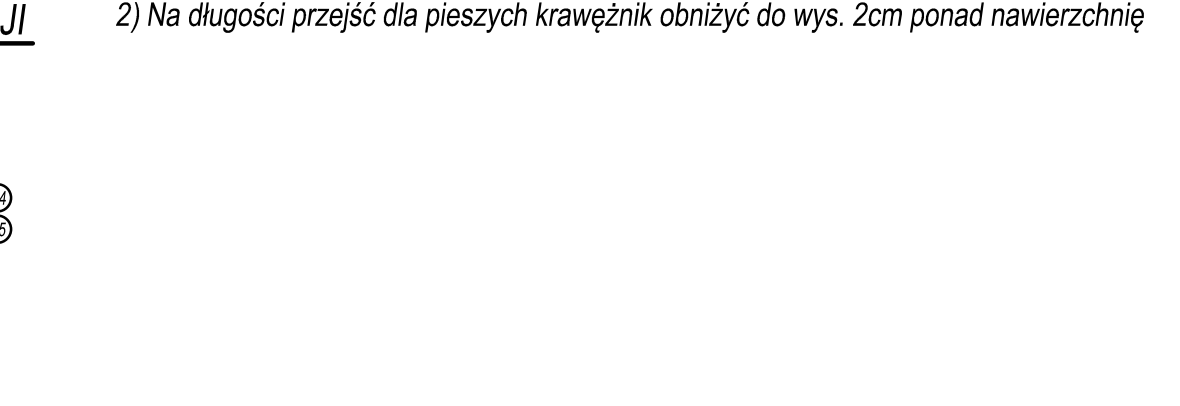 JI
2) Na długości przejść dla pieszych krawężnik obniżyć do wys. 2cm ponad nawierzchnię
4
5